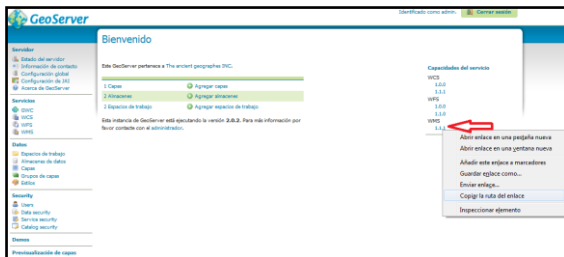 GeoServer
Identificado como admin.
Cerrar sesión
Servidor
Estado del servidor
Información de contacto
Configuración global
Configuración de JAI
Acerca de GeoServer
Servicios
GWC
WCS
WFS
WMS
Datos
Espacios de trabajo
Almacenes de datos
Capas
Grupos de capas
Estilos
Security
Users
Data security
Service security
Catalog security
Demos
Previsualización de capas
Bienvenido
Este GeoServer pertenece a The ancient geographes INC.
1 Capas
Agregar capas
2 Almacenes
Agregar almacenes
2 Espacios de trabajo
Agregar espacios de trabajo
Esta instancia de GeoServer está ejecutando la versión 2.0.2. Para más información por
favor contacte con el administrador.
Capacidades del servicio
WCS
1.0.0
1.1.1
WFS
1.0.0
1.1.0
WMS
1.1.1
Abrir enlace en una pestaña nueva
Abrir enlace en una ventana nueva
Añadir este enlace a marcadores
Guardar enlace como...
Enviar enlace...
Copiar la ruta del enlace
Inspeccionar elemento